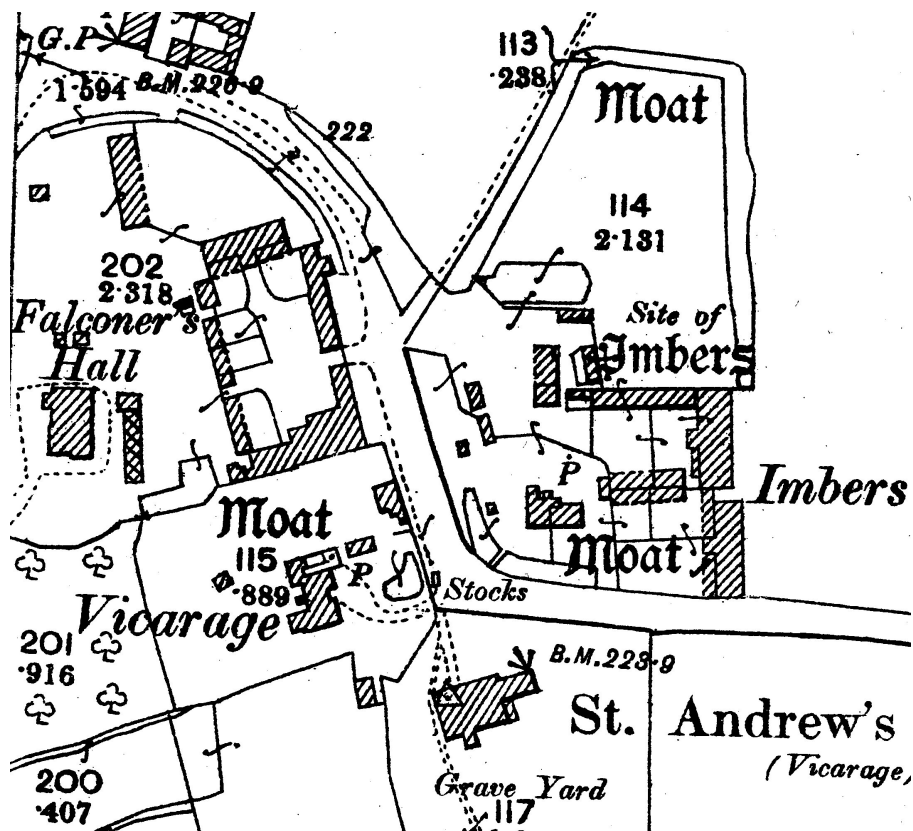 G.P
1.594
B.M. 226.9
222
113
.238
Moat
114
2.131
202
2.318
Falconer's
Hall
Site of
Imbers
P
Imbers
Moat
Moat
115
.889
P
Stocks
Vicarage
201
.916
B.M. 223.9
St. Andrew's
(Vicarage)
200
.407
Grave Yard
117